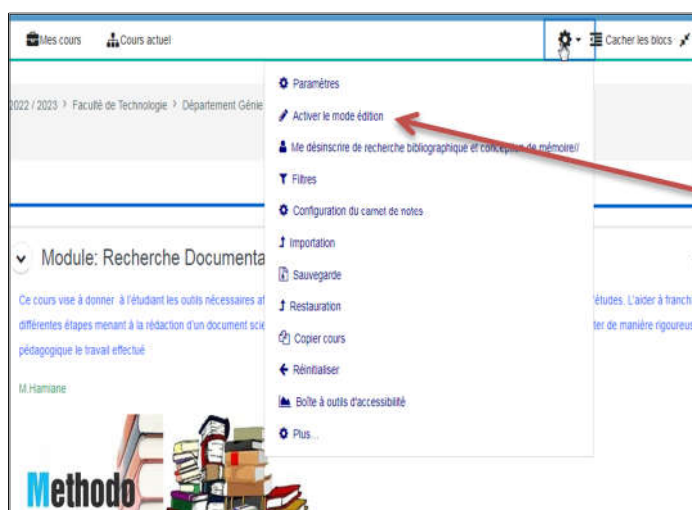 Mes cours
Cours actuel
Cacher les blocs
2022 / 2023 > Faculté de Technologie > Département Génie
Paramètres
Activer le mode édition
Me désinscrire de recherche bibliographique et conception de mémoire//
Filtres
Configuration du carnet de notes
Importation
Sauvegarde
Restauration
Copier cours
Réinitialiser
Boîte à outils d'accessibilité
Plus...
Module: Recherche Documenta
Ce cours vise à donner à l'étudiant les outils nécessaires af
études. L'aider à franchi
différentes étapes menant à la rédaction d'un document scie
ter de manière rigoureus
pédagogique le travail effectué
M.Hamiane
Methodo